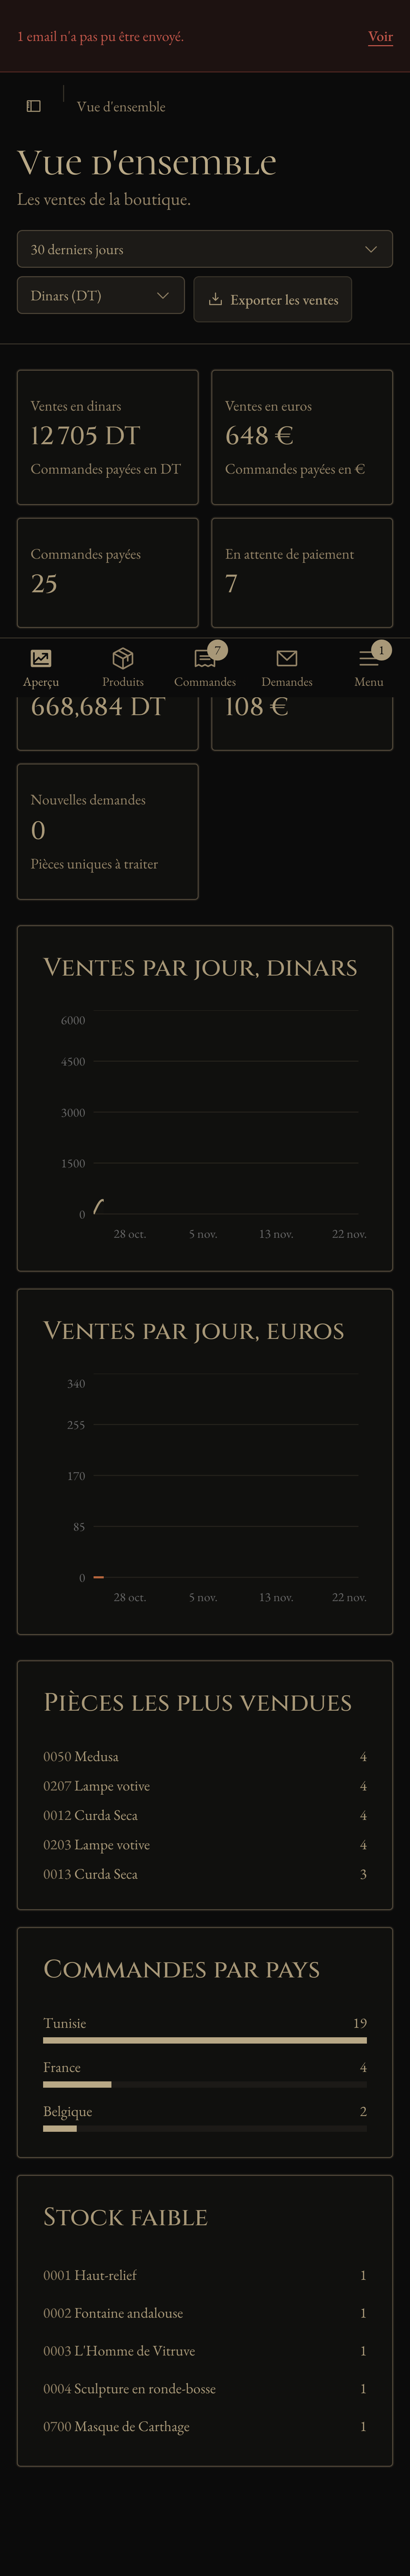 1 email n'a pas pu être envoyé.
Voir
Vue d'ensemble
Vue d'ensemble
Les ventes de la boutique.
30 derniers jours
Dinars (DT)
Exporter les ventes
Ventes en dinars
12 705 DT
Commandes payées en DT
Ventes en euros
648 €
Commandes payées en €
Commandes payées
25
En attente de paiement
7
Aperçu
Produits
7
Commandes
Demandes
1
Menu
668,684 DT
108 €
Nouvelles demandes
0
Pièces uniques à traiter
Ventes par jour, dinars
6000
4500
3000
1500
0
28 oct.
5 nov.
13 nov.
22 nov.
Ventes par jour, euros
340
255
170
85
0
28 oct.
5 nov.
13 nov.
22 nov.
Pièces les plus vendues
0050 Medusa 4
0207 Lampe votive 4
0012 Curda Seca 4
0203 Lampe votive 4
0013 Curda Seca 3
Commandes par pays
Tunisie 19
France 4
Belgique 2
Stock faible
0001 Haut-relief 1
0002 Fontaine andalouse 1
0003 L'Homme de Vitruve 1
0004 Sculpture en ronde-bosse 1
0700 Masque de Carthage 1